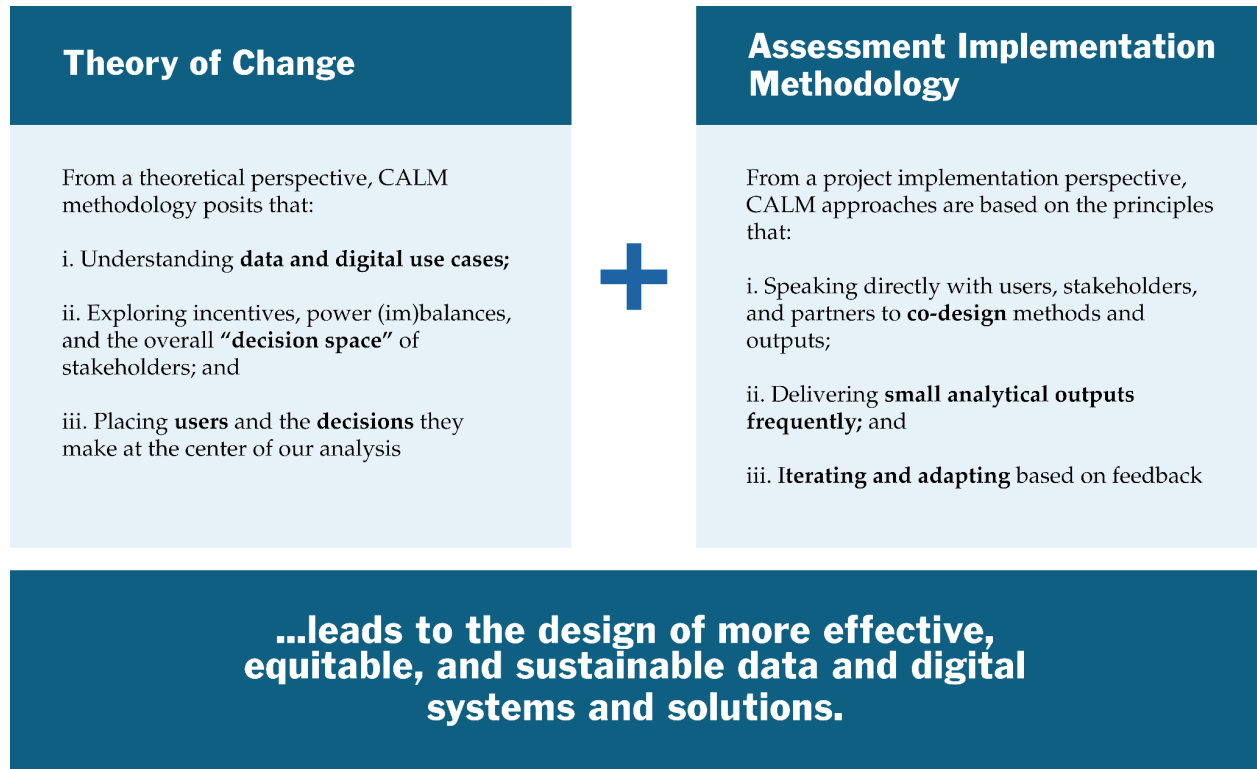 Theory of Change
From a theoretical perspective, CALM
methodology posits that:
i. Understanding data and digital use cases;
ii. Exploring incentives, power (im)balances,
and the overall “decision space” of
stakeholders; and
iii. Placing users and the decisions they
make at the center of our analysis
+
Assessment Implementation
Methodology
From a project implementation perspective,
CALM approaches are based on the principles
that:
i. Speaking directly with users, stakeholders,
and partners to co-design methods and
outputs;
ii. Delivering small analytical outputs
frequently; and
iii. Iterating and adapting based on feedback
...leads to the design of more effective,
equitable, and sustainable data and digital
systems and solutions.